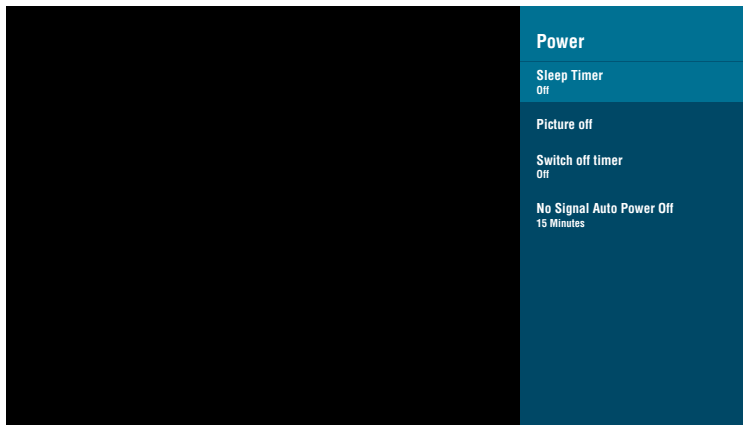 Power
Sleep Timer
Off
Picture off
Switch off timer
Off
No Signal Auto Power Off
15 Minutes